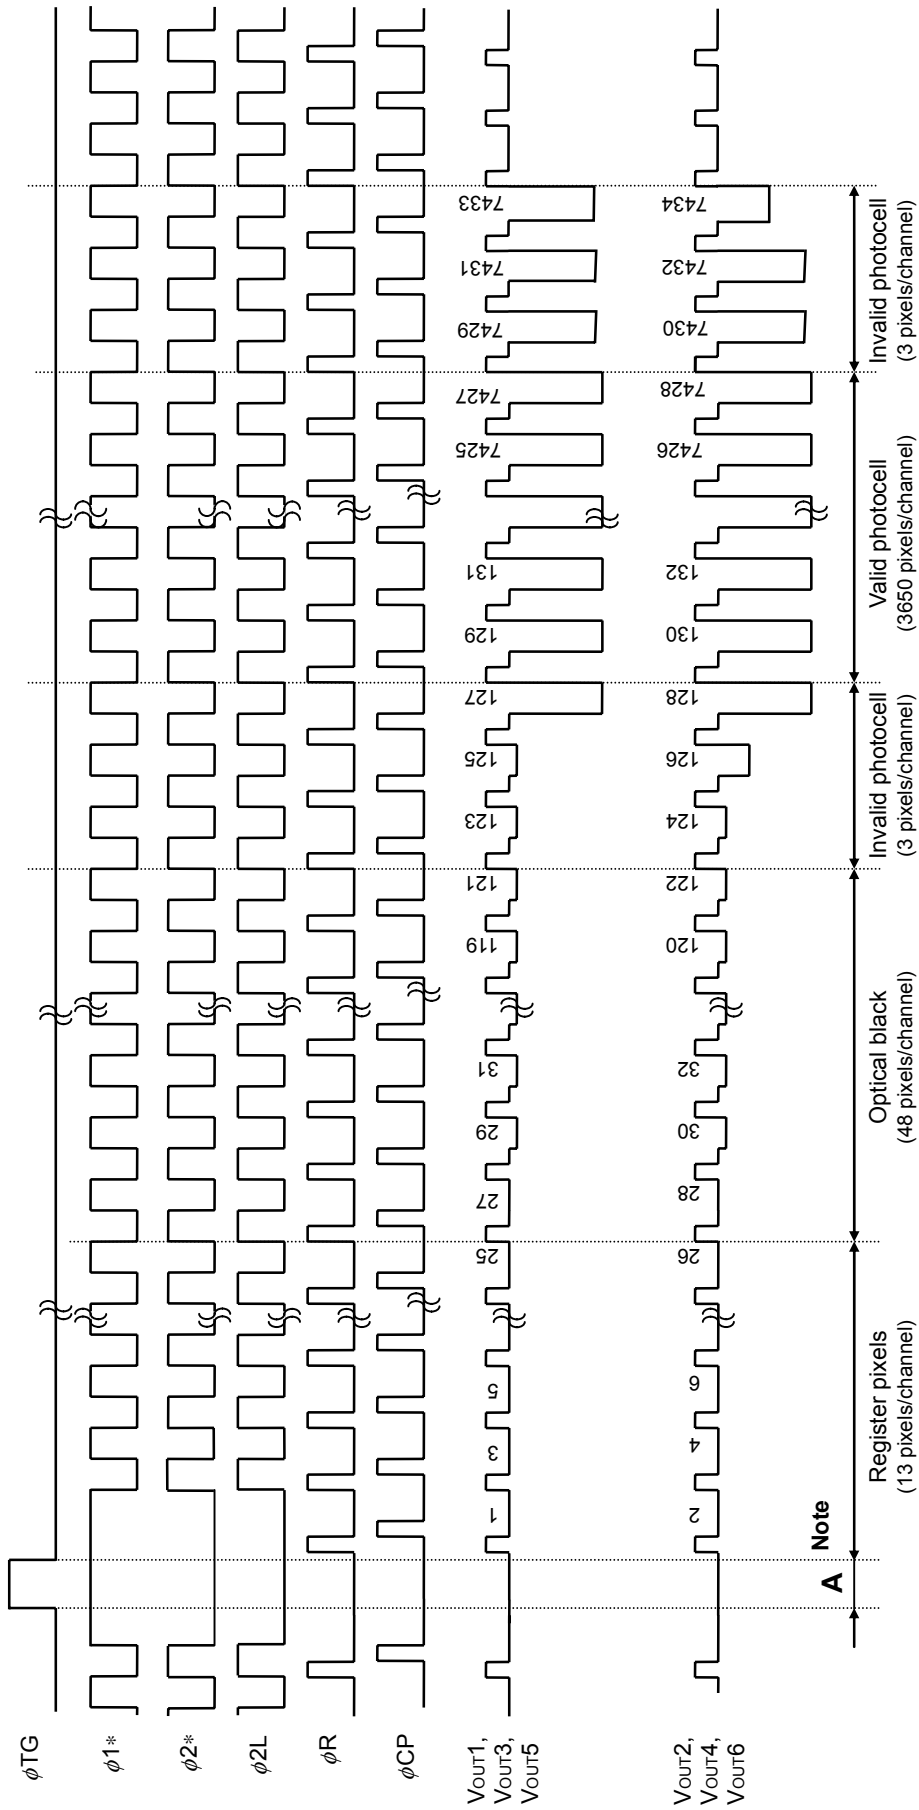 ϕTG
ϕ1*
ϕ2*
ϕ2L
ϕR
ϕCP
VOUT1,
VOUT3,
VOUT5
1
3
5
25
27
29
31
119
121
123
125
127
129
131
7425
7427
7429
7431
7433
VOUT2,
VOUT4,
VOUT6
2
4
6
26
28
30
32
120
122
124
126
128
130
132
7426
7428
7430
7432
7434
Note
A
Register pixels
(13 pixels/channel)
Optical black
(48 pixels/channel)
Invalid photocell
(3 pixels/channel)
Valid photocell
(3650 pixels/channel)
Invalid photocell
(3 pixels/channel)